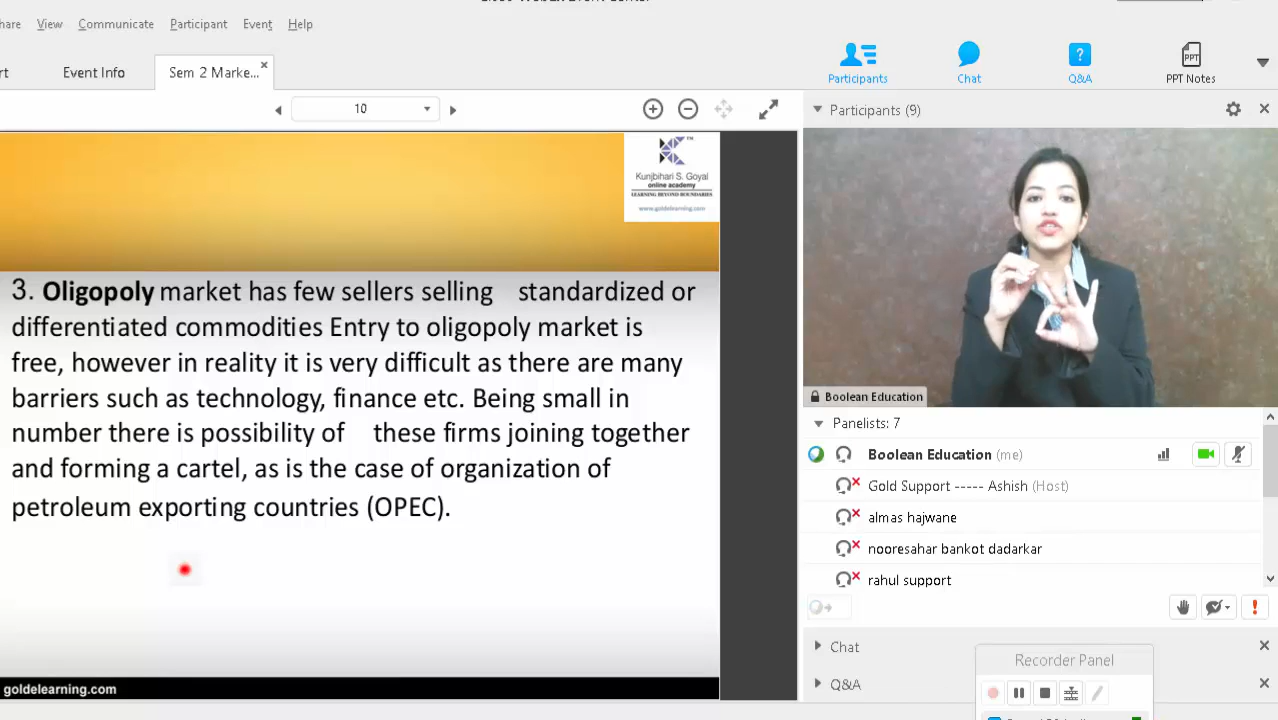 hare View Communicate Participant Event Help
Participants Chat Q&A PPT Notes
rt Event Info Sem 2 Marke... ×
10
Participants (9)
TM
Kunjbihari S. Goyal
online academy
LEARNING BEYOND BOUNDARIES
www.goldelearning.com
3. Oligopoly market has few sellers selling standardized or
differentiated commodities Entry to oligopoly market is
free, however in reality it is very difficult as there are many
barriers such as technology, finance etc. Being small in
number there is possibility of these firms joining together
and forming a cartel, as is the case of organization of
petroleum exporting countries (OPEC).
goldelearning.com
Boolean Education
Panelists: 7
Boolean Education (me)
Gold Support ----- Ashish (Host)
almas hajwane
nooresahar bankot dadarkar
rahul support
Chat
Recorder Panel
Q&A